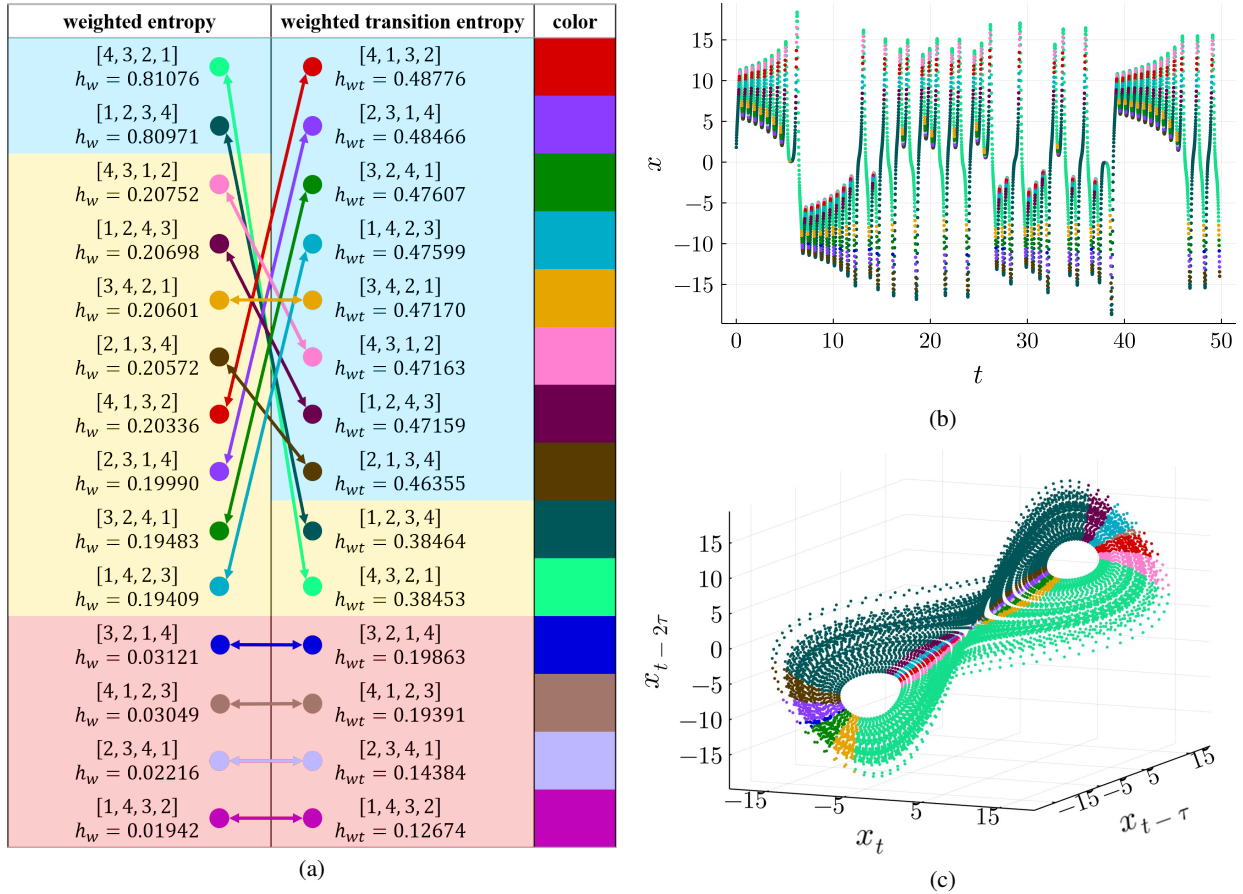 weighted entropy weighted transition entropy color
[4, 3, 2, 1] [4, 1, 3, 2]
h_w = 0.81076 h_wt = 0.48776
[1, 2, 3, 4] [2, 3, 1, 4]
h_w = 0.80971 h_wt = 0.48466
[4, 3, 1, 2] [3, 2, 4, 1]
h_w = 0.20752 h_wt = 0.47607
[1, 2, 4, 3] [1, 4, 2, 3]
h_w = 0.20698 h_wt = 0.47599
[3, 4, 2, 1] [3, 4, 2, 1]
h_w = 0.20601 h_wt = 0.47170
[2, 1, 3, 4] [4, 3, 1, 2]
h_w = 0.20572 h_wt = 0.47163
[4, 1, 3, 2] [1, 2, 4, 3]
h_w = 0.20336 h_wt = 0.47159
[2, 3, 1, 4] [2, 1, 3, 4]
h_w = 0.19990 h_wt = 0.46355
[3, 2, 4, 1] [1, 2, 3, 4]
h_w = 0.19483 h_wt = 0.38464
[1, 4, 2, 3] [4, 3, 2, 1]
h_w = 0.19409 h_wt = 0.38453
[3, 2, 1, 4] [3, 2, 1, 4]
h_w = 0.03121 h_wt = 0.19863
[4, 1, 2, 3] [4, 1, 2, 3]
h_w = 0.03049 h_wt = 0.19391
[2, 3, 4, 1] [2, 3, 4, 1]
h_w = 0.02216 h_wt = 0.14384
[1, 4, 3, 2] [1, 4, 3, 2]
h_w = 0.01942 h_wt = 0.12674
(a)
15
10
5
0
−5
−10
−15
x
0 10 20 30 40 50
t
(b)
15
10
5
0
−5
−10
−15
x_{t−2τ}
−15 −5 5 15
x_t
−15 −5 5 15
x_{t−τ}
(c)